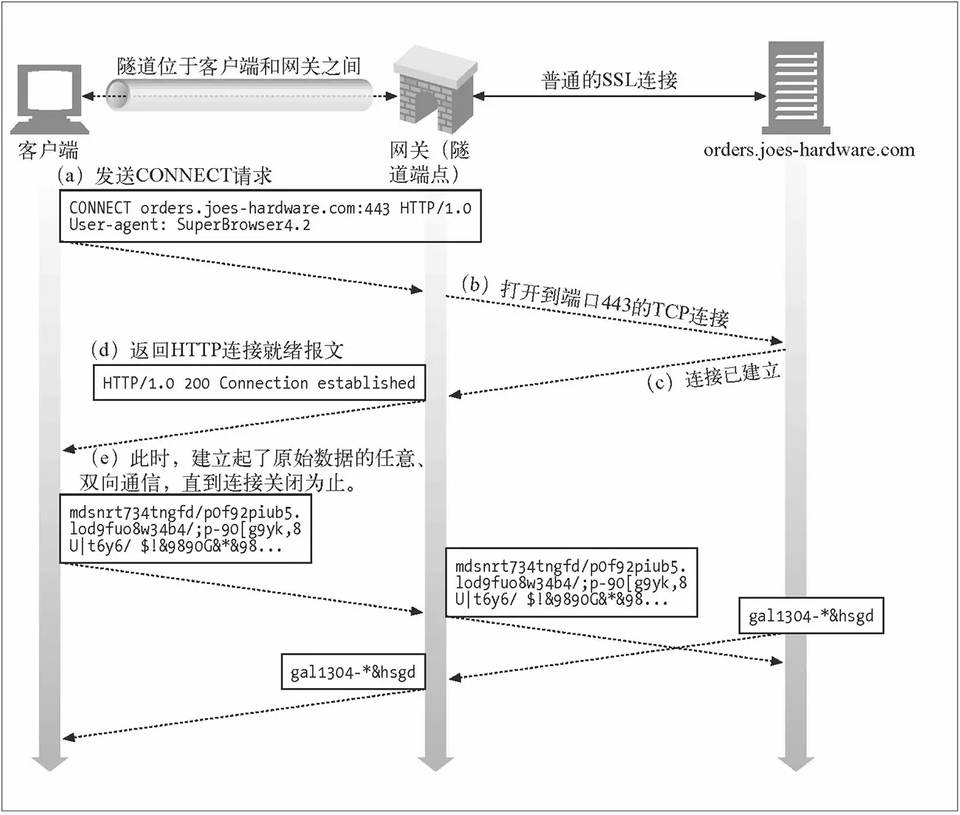 隧道位于客户端和网关之间
普通的SSL连接
客户端
网关（隧
道端点）
orders.joes-hardware.com
（a）发送CONNECT请求
CONNECT orders.joes-hardware.com:443 HTTP/1.0
User-agent: SuperBrowser4.2
（b）打开到端口443的TCP连接
（c）连接已建立
（d）返回HTTP连接就绪报文
HTTP/1.0 200 Connection established
（e）此时，建立起了原始数据的任意、
双向通信，直到连接关闭为止。
mdsnrt734tngfd/p0f92piub5.
lod9fuo8w34b4/;p-90[g9yk,8
U|t6y6/ $!&9890G&*&98...
mdsnrt734tngfd/p0f92piub5.
lod9fuo8w34b4/;p-90[g9yk,8
U|t6y6/ $!&9890G&*&98...
gal1304-*&hsgd
gal1304-*&hsgd